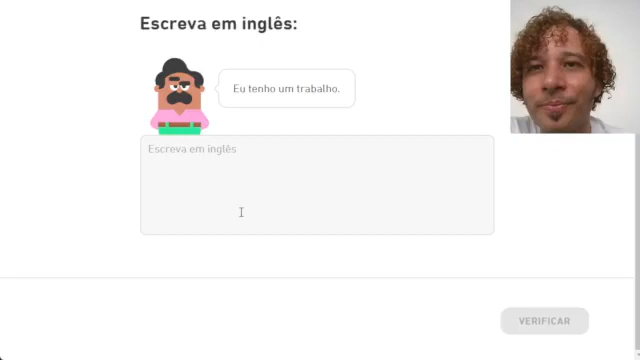 Escreva em inglês:
Eu tenho um trabalho.
Escreva em inglês
VERIFICAR